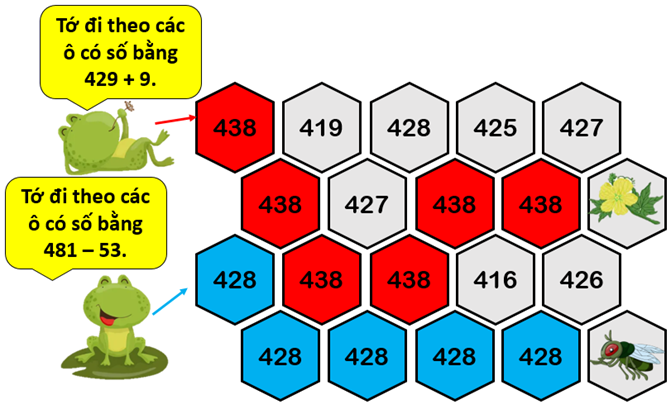 Tớ đi theo các
ô có số bằng
429 + 9.
438 419 428 425 427
438 427 438 438
Tớ đi theo các
ô có số bằng
481 – 53.
428 438 438 416 426
428 428 428 428